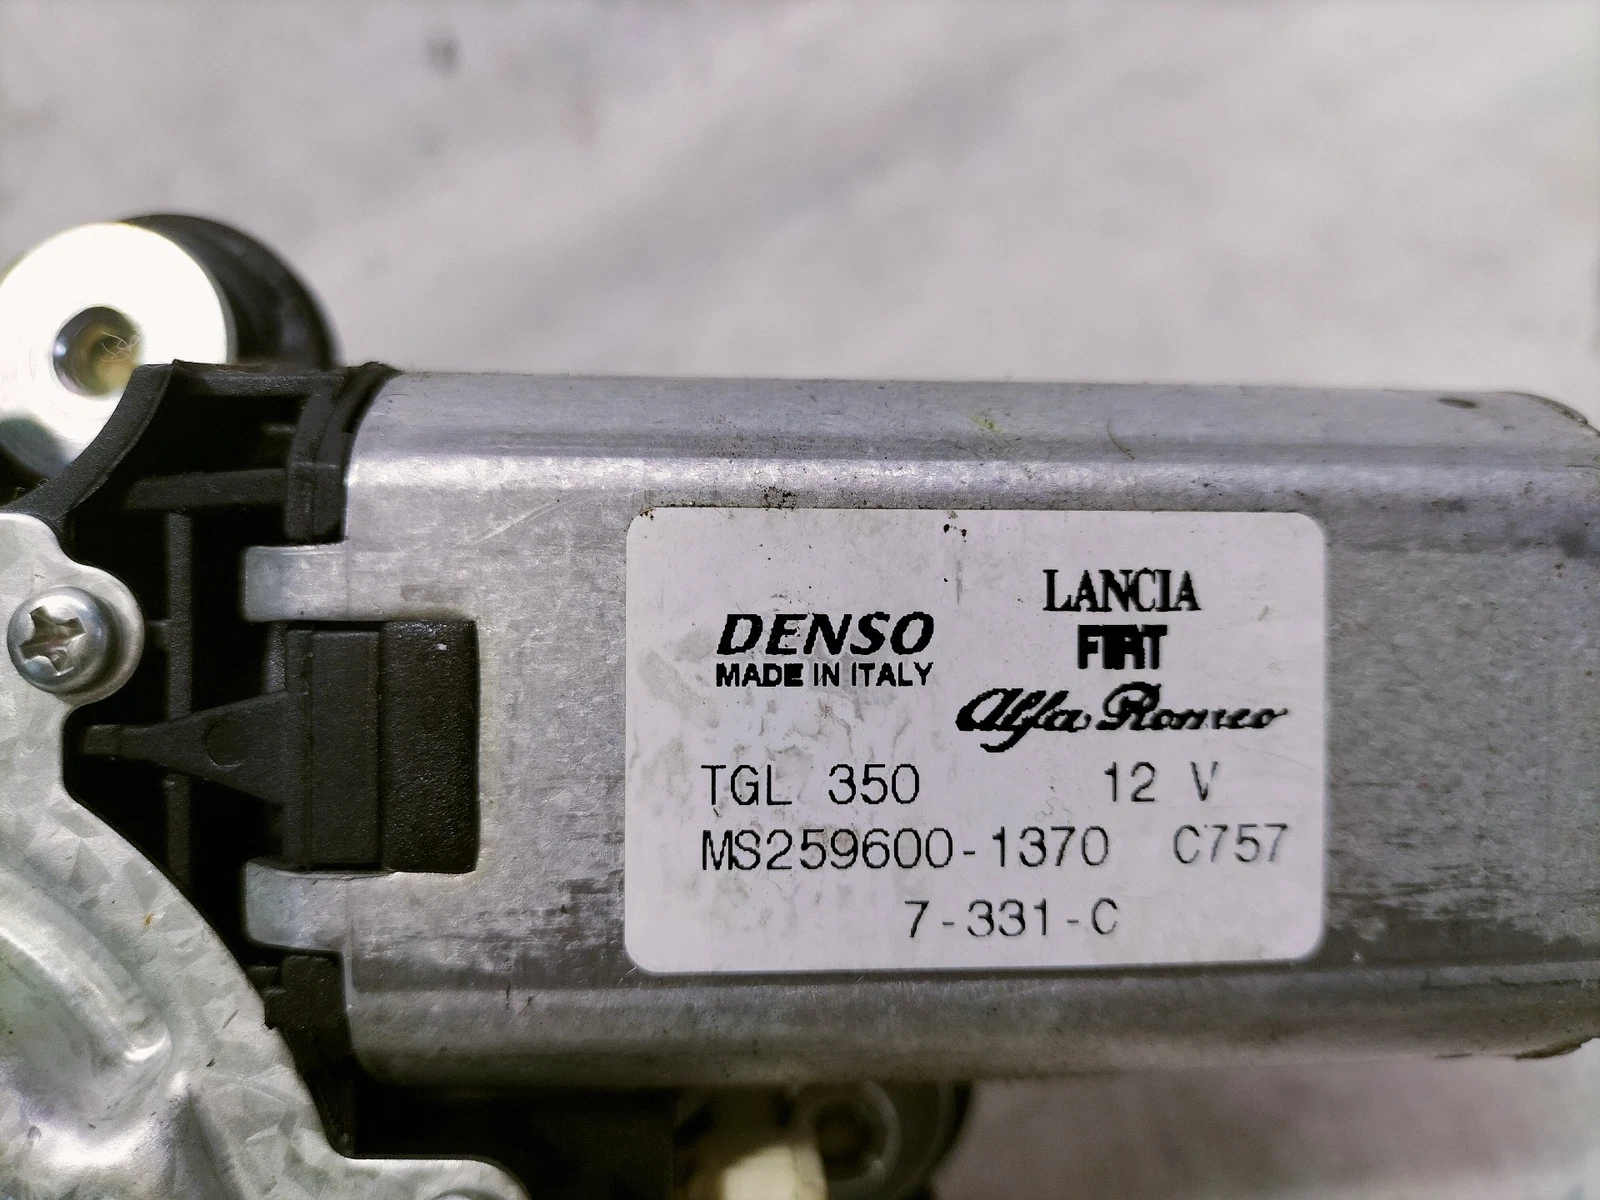 DENSO
MADE IN ITALY
LANCIA
FIAT
Alfa Romeo
TGL 350 12 V
MS259600-1370 C757
7-331-C